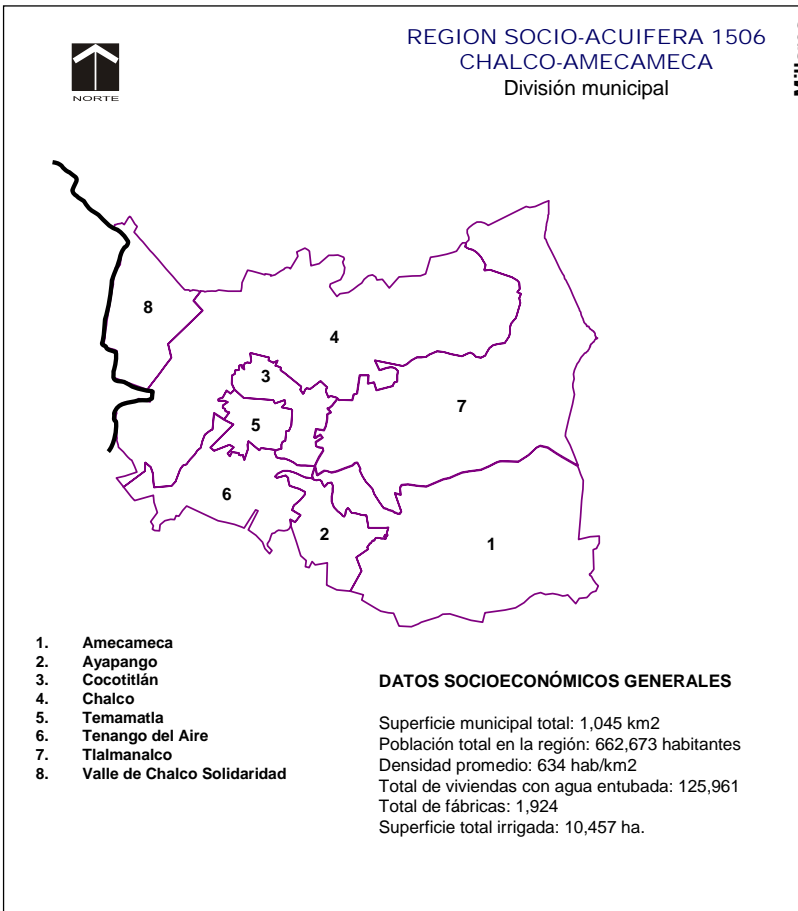 REGION SOCIO-ACUIFERA 1506
CHALCO-AMECAMECA
División municipal
NORTE
8
4
3
7
5
6
2
1
1. Amecameca
2. Ayapango
3. Cocotitlán
4. Chalco
5. Temamatla
6. Tenango del Aire
7. Tlalmanalco
8. Valle de Chalco Solidaridad
DATOS SOCIOECONÓMICOS GENERALES
Superficie municipal total: 1,045 km2
Población total en la región: 662,673 habitantes
Densidad promedio: 634 hab/km2
Total de viviendas con agua entubada: 125,961
Total de fábricas: 1,924
Superficie total irrigada: 10,457 ha.